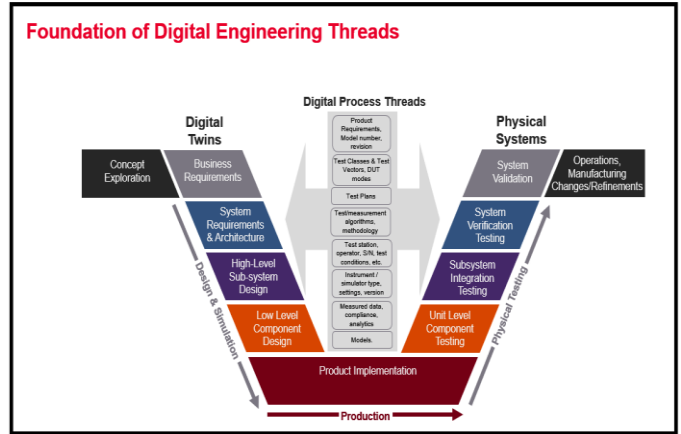 Foundation of Digital Engineering Threads
Digital Process Threads
Digital
Twins
Physical
Systems
Concept
Exploration
Business
Requirements
System
Requirements
& Architecture
High-Level
Sub-system
Design
Low Level
Component
Design
Design & Simulation
Product
Requirements,
Model number,
revision
Test Classes & Test
Vectors, DUT
modes
Test Plans
Test/measurement
algorithms,
methodology
Test station,
operator, S/N, test
conditions, etc.
Instrument /
simulator type,
settings, version
Measured data,
compliance,
analytics
Models.
System
Validation
Operations,
Manufacturing
Changes/Refinements
System
Verification
Testing
Subsystem
Integration
Testing
Unit Level
Component
Testing
Physical Testing
Product Implementation
Production